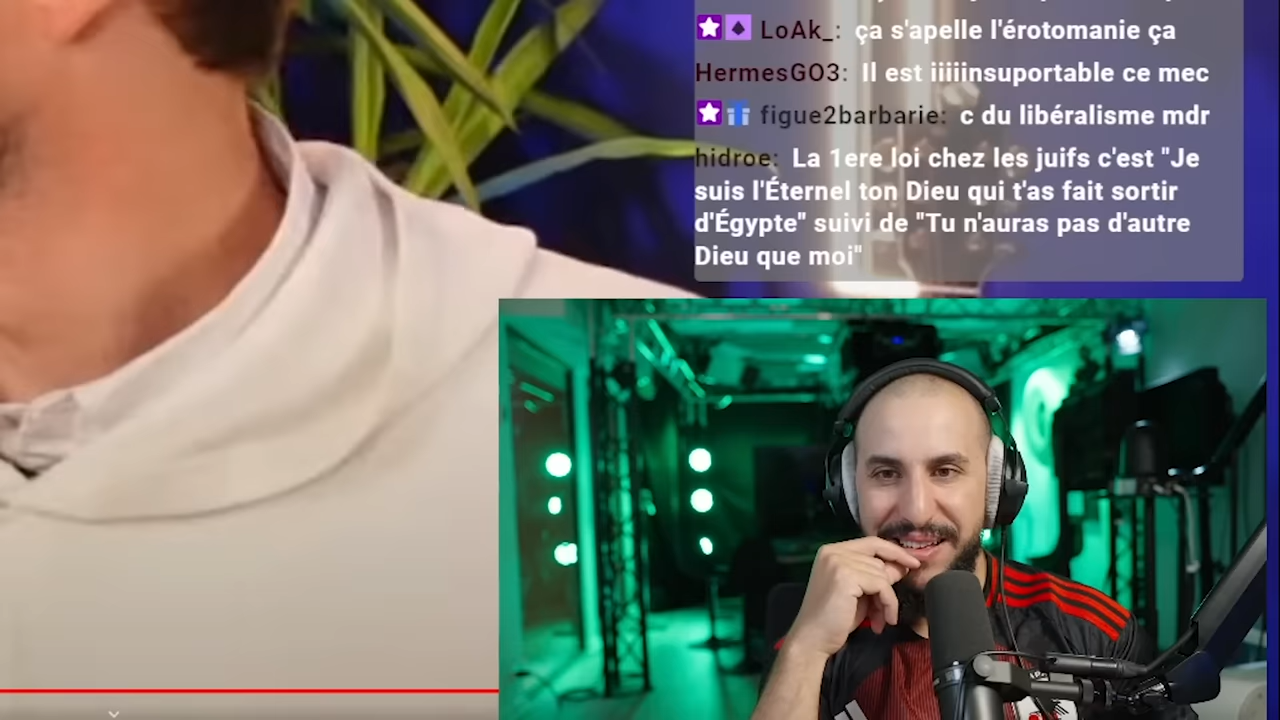 LoAk_: ça s'apelle l'érotomanie ça
HermesGO3: Il est iiiiinsuportable ce mec
figue2barbarie: c du libéralisme mdr
hidroe: La 1ere loi chez les juifs c'est "Je
suis l'Éternel ton Dieu qui t'as fait sortir
d'Égypte" suivi de "Tu n'auras pas d'autre
Dieu que moi"